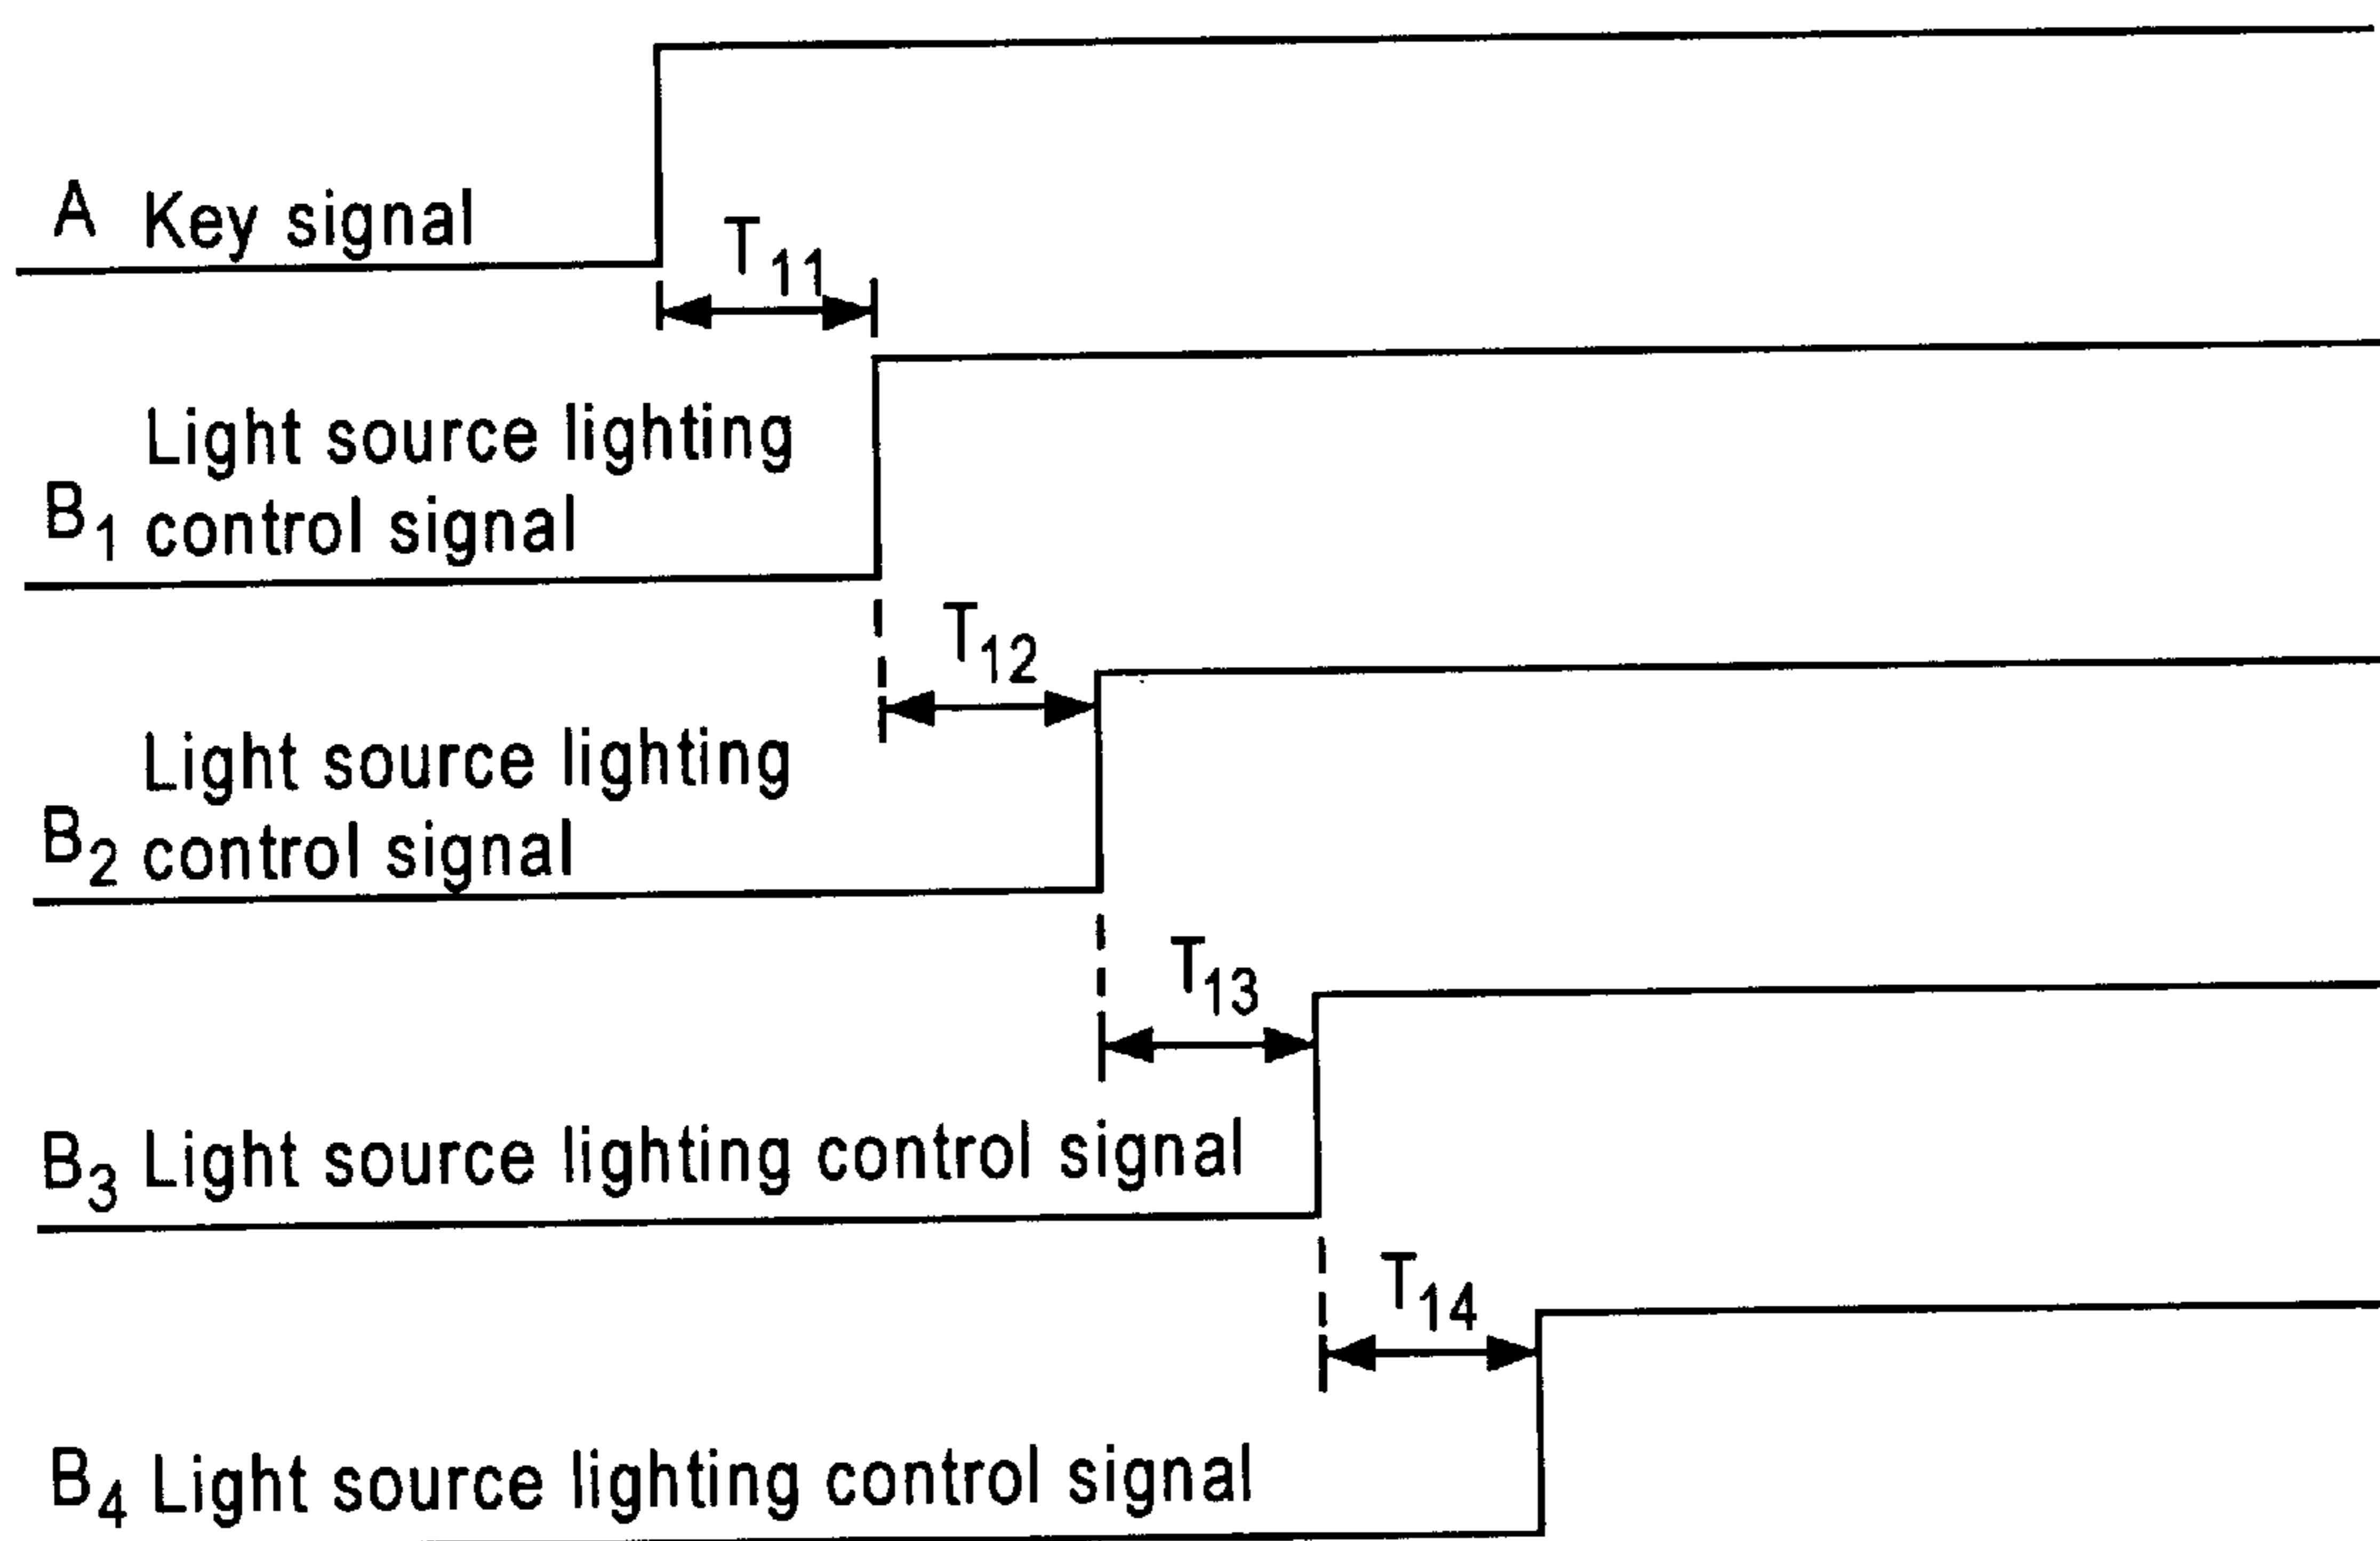 A Key signal
T11
Light source lighting
B1 control signal
T12
Light source lighting
B2 control signal
T13
B3 Light source lighting control signal
T14
B4 Light source lighting control signal